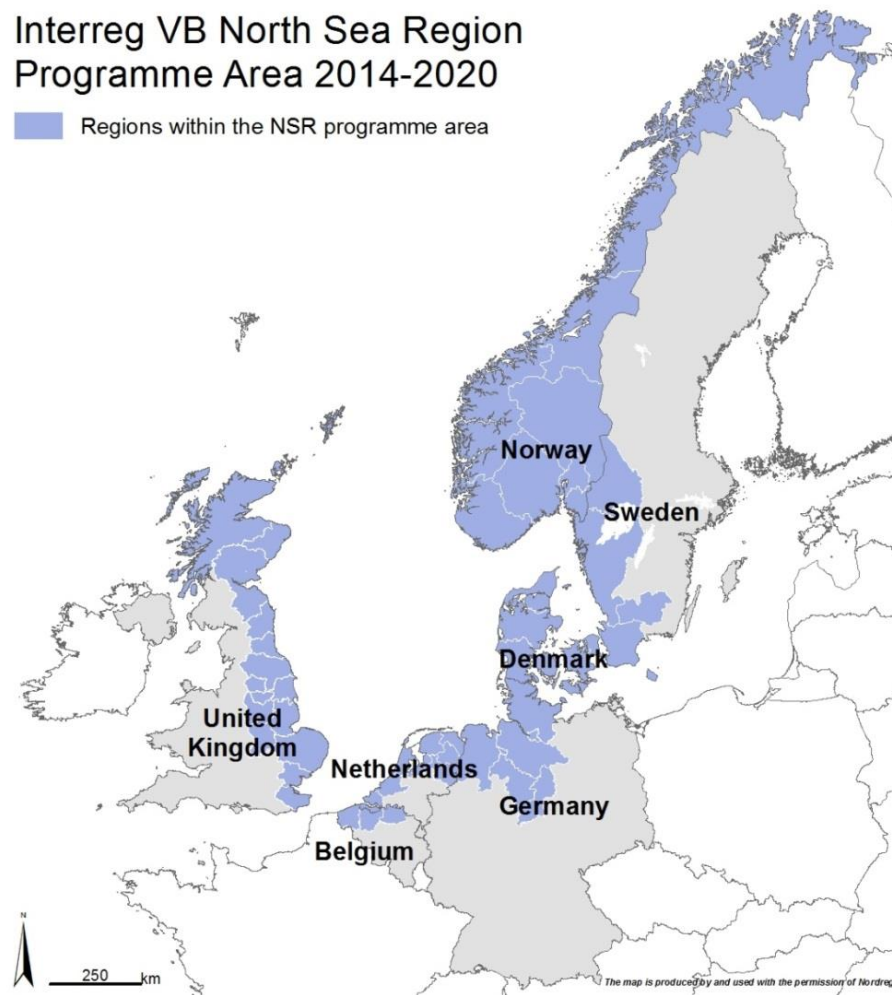 Interreg VB North Sea Region
Programme Area 2014-2020
Regions within the NSR programme area
Norway
Sweden
Denmark
United
Kingdom
Netherlands
Germany
Belgium
N
250 km
The map is produced by and used with the permission of Nordreg